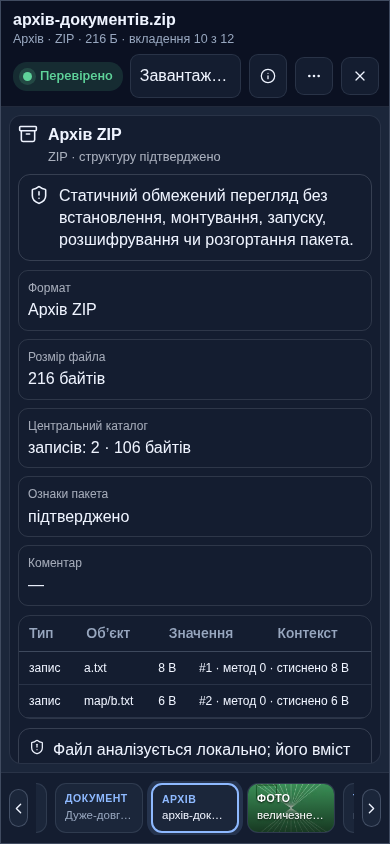 архів-документів.zip
Архів · ZIP · 216 Б · вкладення 10 з 12
Перевірено
Завантаж…
Архів ZIP
ZIP · структуру підтверджено
Статичний обмежений перегляд без
встановлення, монтування, запуску,
розшифрування чи розгортання пакета.
Формат
Архів ZIP
Розмір файла
216 байтів
Центральний каталог
записів: 2 · 106 байтів
Ознаки пакета
підтверджено
Коментар
—
Тип Об’єкт Значення Контекст
запис a.txt 8 B #1 · метод 0 · стиснено 8 B
запис map/b.txt 6 B #2 · метод 0 · стиснено 6 B
Файл аналізується локально; його вміст
ДОКУМЕНТ
Дуже-довг…
АРХІВ
архів-док…
ФОТО
величезне…